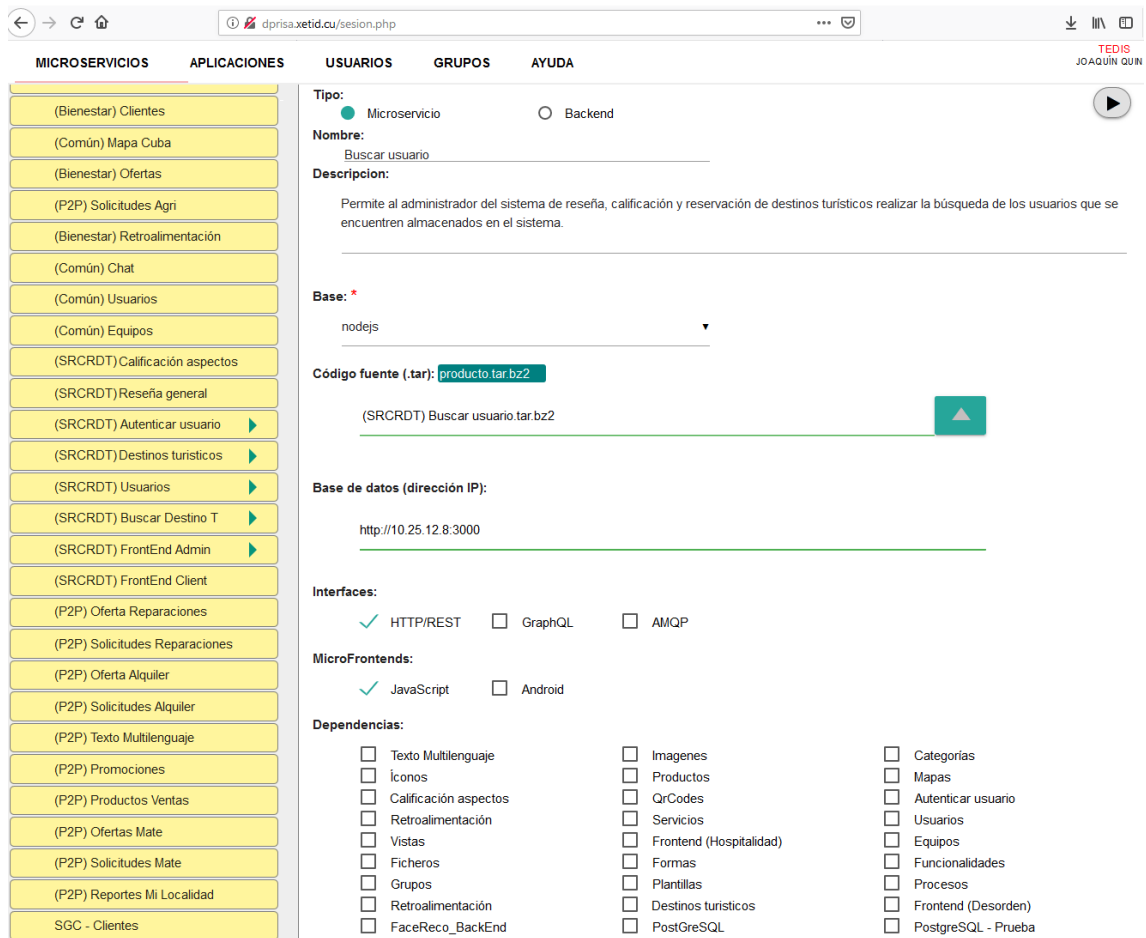 dprisa.xetid.cu/sesion.php
TEDIS
JOAQUÍN QUIN
MICROSERVICIOS APLICACIONES USUARIOS GRUPOS AYUDA
(Bienestar) Clientes
(Común) Mapa Cuba
(Bienestar) Ofertas
(P2P) Solicitudes Agri
(Bienestar) Retroalimentación
(Común) Chat
(Común) Usuarios
(Común) Equipos
(SRCRDT) Calificación aspectos
(SRCRDT) Reseña general
(SRCRDT) Autenticar usuario
(SRCRDT) Destinos turisticos
(SRCRDT) Usuarios
(SRCRDT) Buscar Destino T
(SRCRDT) FrontEnd Admin
(SRCRDT) FrontEnd Client
(P2P) Oferta Reparaciones
(P2P) Solicitudes Reparaciones
(P2P) Oferta Alquiler
(P2P) Solicitudes Alquiler
(P2P) Texto Multilenguaje
(P2P) Promociones
(P2P) Productos Ventas
(P2P) Ofertas Mate
(P2P) Solicitudes Mate
(P2P) Reportes Mi Localidad
SGC - Clientes
Tipo:
Microservicio Backend
Nombre:
Buscar usuario
Descripcion:
Permite al administrador del sistema de reseña, calificación y reservación de destinos turísticos realizar la búsqueda de los usuarios que se
encuentren almacenados en el sistema.
Base: *
nodejs
Código fuente (.tar): producto.tar.bz2
(SRCRDT) Buscar usuario.tar.bz2
Base de datos (dirección IP):
http://10.25.12.8:3000
Interfaces:
HTTP/REST GraphQL AMQP
MicroFrontends:
JavaScript Android
Dependencias:
Texto Multilenguaje Imagenes Categorías
Íconos Productos Mapas
Calificación aspectos QrCodes Autenticar usuario
Retroalimentación Servicios Usuarios
Vistas Frontend (Hospitalidad) Equipos
Ficheros Formas Funcionalidades
Grupos Plantillas Procesos
Retroalimentación Destinos turisticos Frontend (Desorden)
FaceReco_BackEnd PostGreSQL PostgreSQL - Prueba